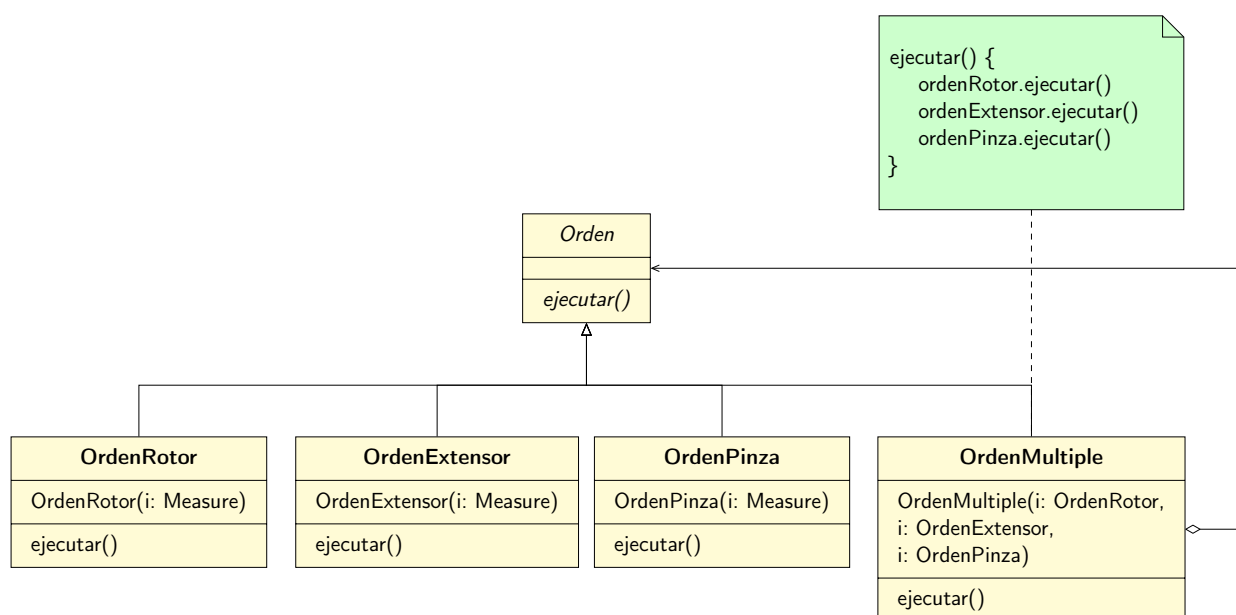 ejecutar() {
ordenRotor.ejecutar()
ordenExtensor.ejecutar()
ordenPinza.ejecutar()
}
Orden
ejecutar()
OrdenRotor
OrdenRotor(i: Measure)
ejecutar()
OrdenExtensor
OrdenExtensor(i: Measure)
ejecutar()
OrdenPinza
OrdenPinza(i: Measure)
ejecutar()
OrdenMultiple
OrdenMultiple(i: OrdenRotor,
i: OrdenExtensor,
i: OrdenPinza)
ejecutar()